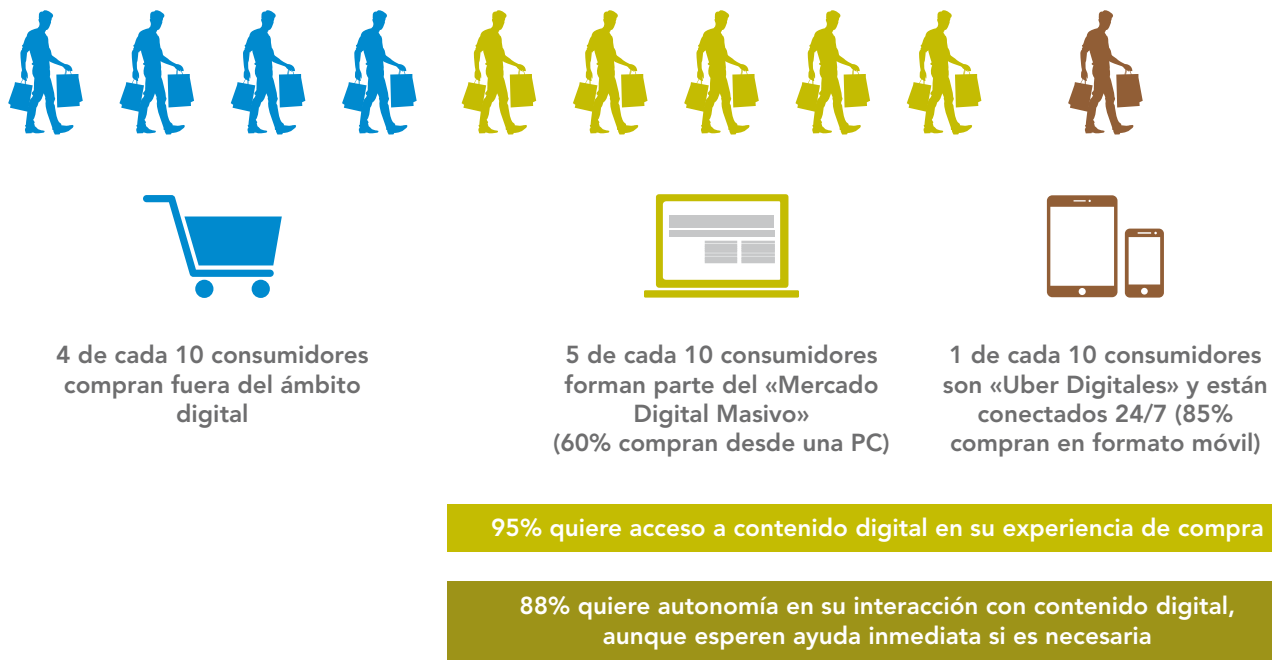 4 de cada 10 consumidores
compran fuera del ámbito
digital
5 de cada 10 consumidores
forman parte del «Mercado
Digital Masivo»
(60% compran desde una PC)
1 de cada 10 consumidores
son «Uber Digitales» y están
conectados 24/7 (85%
compran en formato móvil)
95% quiere acceso a contenido digital en su experiencia de compra
88% quiere autonomía en su interacción con contenido digital,
aunque esperen ayuda inmediata si es necesaria